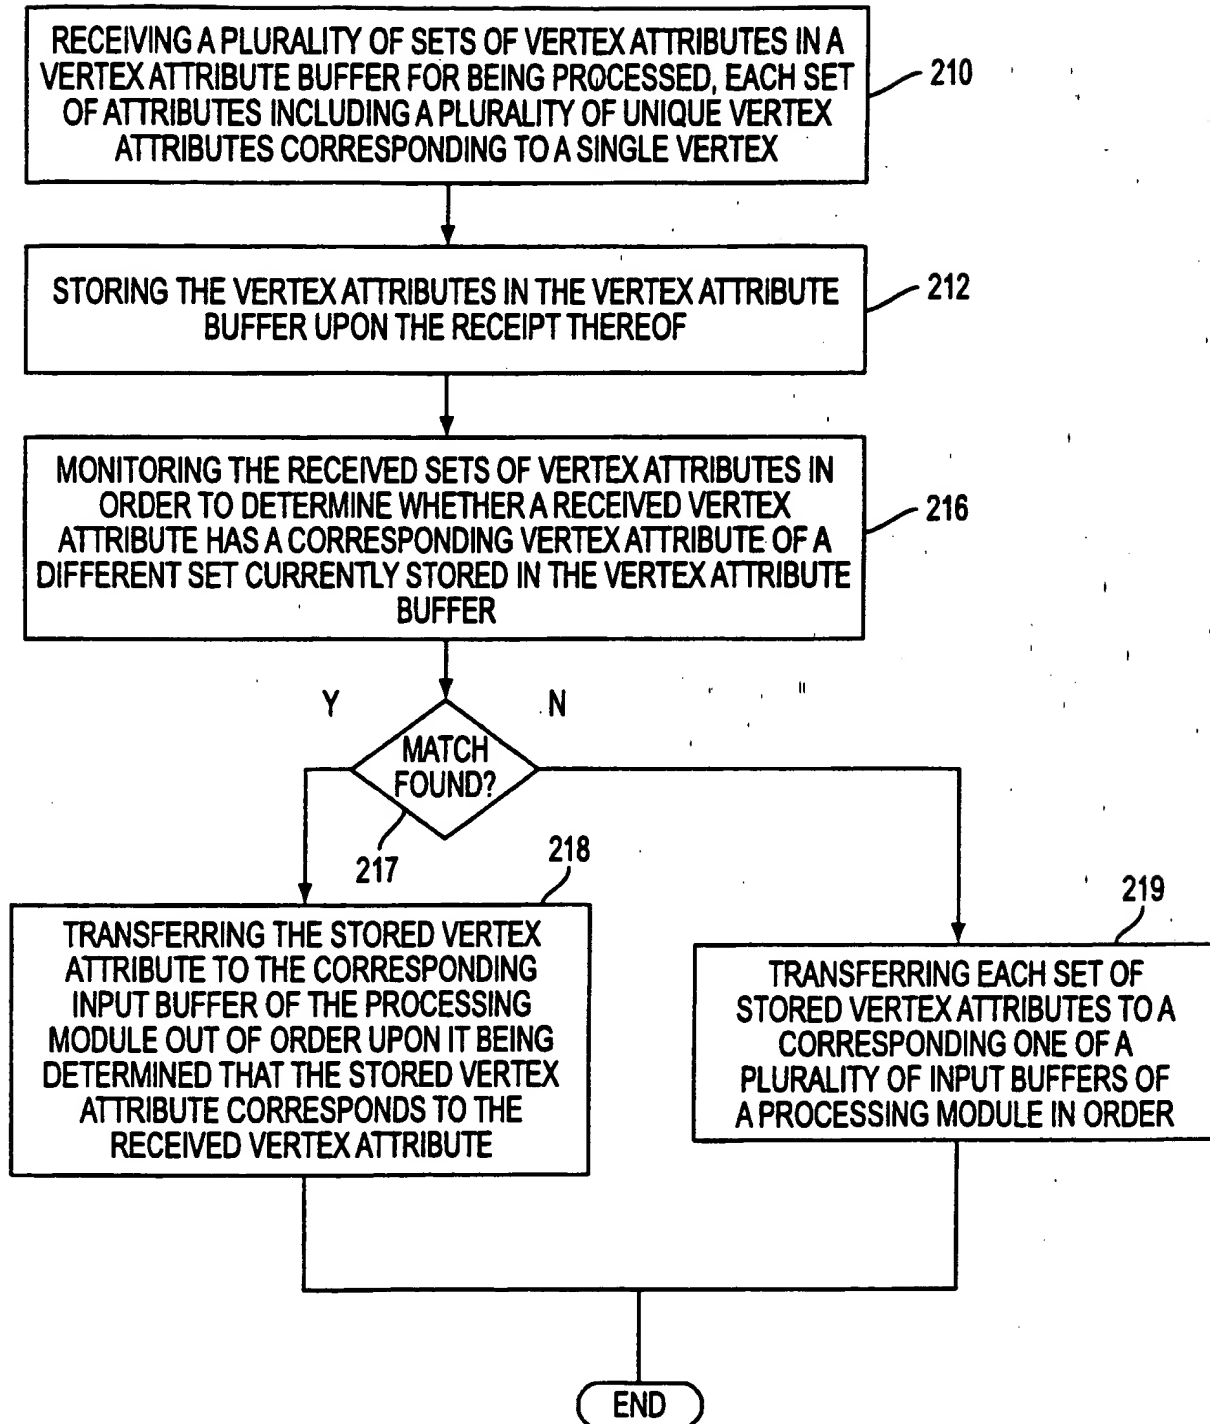 RECEIVING A PLURALITY OF SETS OF VERTEX ATTRIBUTES IN A
VERTEX ATTRIBUTE BUFFER FOR BEING PROCESSED, EACH SET
OF ATTRIBUTES INCLUDING A PLURALITY OF UNIQUE VERTEX
ATTRIBUTES CORRESPONDING TO A SINGLE VERTEX
210
STORING THE VERTEX ATTRIBUTES IN THE VERTEX ATTRIBUTE
BUFFER UPON THE RECEIPT THEREOF
212
MONITORING THE RECEIVED SETS OF VERTEX ATTRIBUTES IN
ORDER TO DETERMINE WHETHER A RECEIVED VERTEX
ATTRIBUTE HAS A CORRESPONDING VERTEX ATTRIBUTE OF A
DIFFERENT SET CURRENTLY STORED IN THE VERTEX ATTRIBUTE
BUFFER
216
Y
N
MATCH
FOUND?
217
218
TRANSFERRING THE STORED VERTEX
ATTRIBUTE TO THE CORRESPONDING
INPUT BUFFER OF THE PROCESSING
MODULE OUT OF ORDER UPON IT BEING
DETERMINED THAT THE STORED VERTEX
ATTRIBUTE CORRESPONDS TO THE
RECEIVED VERTEX ATTRIBUTE
219
TRANSFERRING EACH SET OF
STORED VERTEX ATTRIBUTES TO A
CORRESPONDING ONE OF A
PLURALITY OF INPUT BUFFERS OF
A PROCESSING MODULE IN ORDER
END